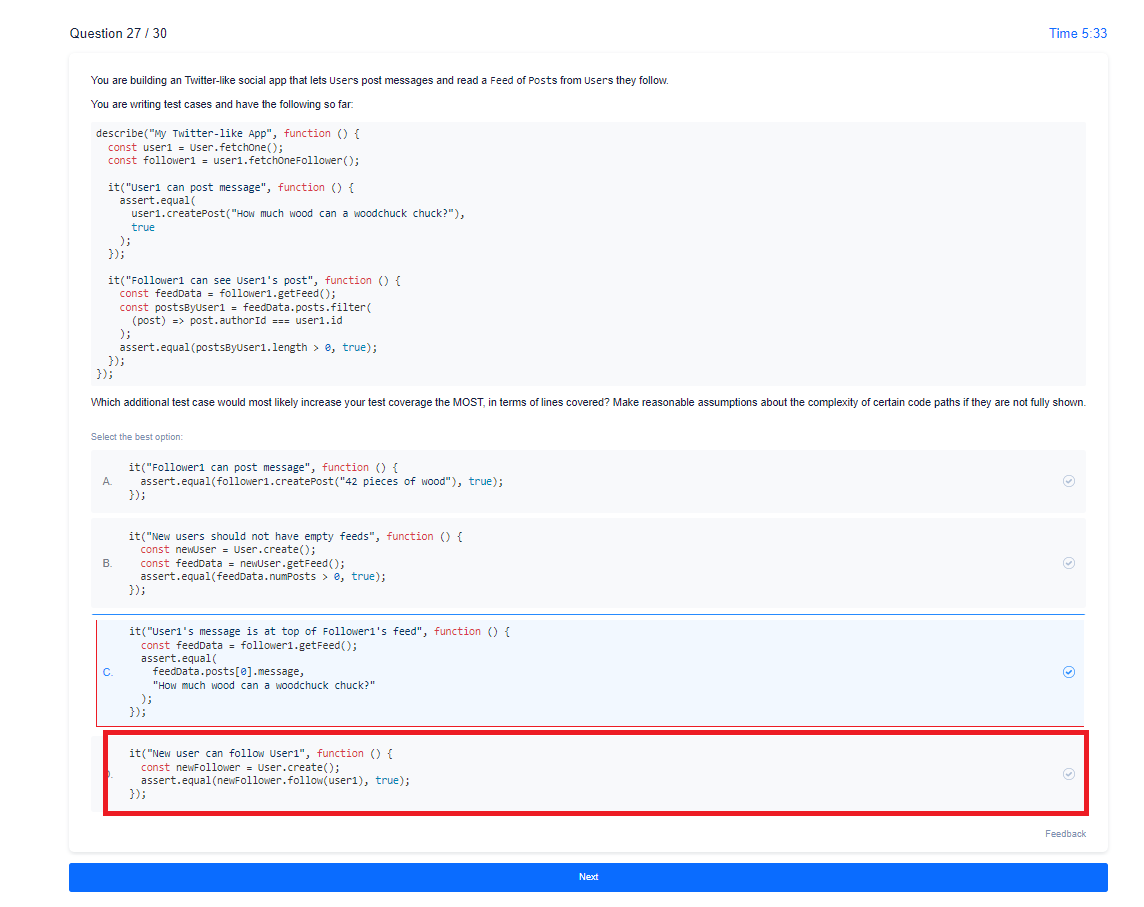 Question 27 / 30
Time 5:33
You are building an Twitter-like social app that lets Users post messages and read a Feed of Posts from Users they follow.
You are writing test cases and have the following so far:
describe("My Twitter-like App", function () {
  const user1 = User.fetchOne();
  const follower1 = user1.fetchOneFollower();
  it("User1 can post message", function () {
    assert.equal(
      user1.createPost("How much wood can a woodchuck chuck?"),
      true
    );
  });
  it("Follower1 can see User1's post", function () {
    const feedData = follower1.getFeed();
    const postsByUser1 = feedData.posts.filter(
      (post) => post.authorId === user1.id
    );
    assert.equal(postsByUser1.length > 0, true);
  });
});
Which additional test case would most likely increase your test coverage the MOST, in terms of lines covered? Make reasonable assumptions about the complexity of certain code paths if they are not fully shown.
Select the best option:
A.
it("Follower1 can post message", function () {
  assert.equal(follower1.createPost("42 pieces of wood"), true);
});
B.
it("New users should not have empty feeds", function () {
  const newUser = User.create();
  const feedData = newUser.getFeed();
  assert.equal(feedData.numPosts > 0, true);
});
C.
it("User1's message is at top of Follower1's feed", function () {
  const feedData = follower1.getFeed();
  assert.equal(
    feedData.posts[0].message,
    "How much wood can a woodchuck chuck?"
  );
});
it("New user can follow User1", function () {
  const newFollower = User.create();
  assert.equal(newFollower.follow(user1), true);
});
Feedback
Next